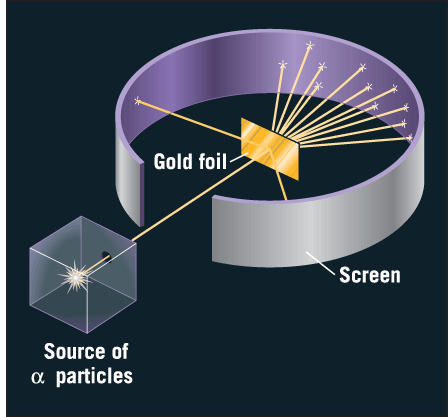 Gold foil
Screen
Source of
α particles